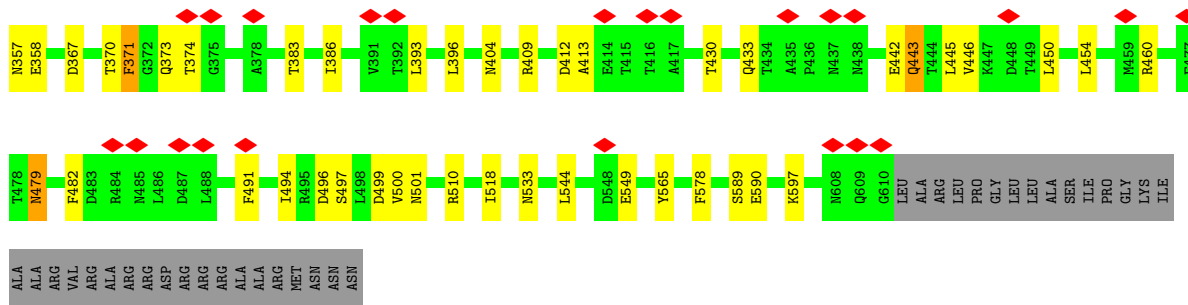 N357 E358 D367 T370 F371 G372 Q373 T374 G375 A378 T383 I386 V391 T392 L393 L396 N404 R409 D412 A413 E414 T415 T416 A417 T430 Q433 T434 A435 P436 N437 N438 E442 Q443 T444 L445 V446 K447 D448 T449 L450 L454 M459 R460
T478 N479 F482 D483 R484 N485 L486 D487 L488 F491 I494 R495 D496 S497 L498 D499 V500 N501 R510 I518 N533 L544 D548 E549 Y565 F578 S589 E590 K597 N608 Q609 G610 LEU ALA ARG LEU PRO GLY LEU LEU ALA SER ILE PRO GLY LYS ILE
ALA ALA ARG VAL ARG ALA ARG ARG ASP ARG ARG ARG ALA ALA ARG MET ASN ASN ASN